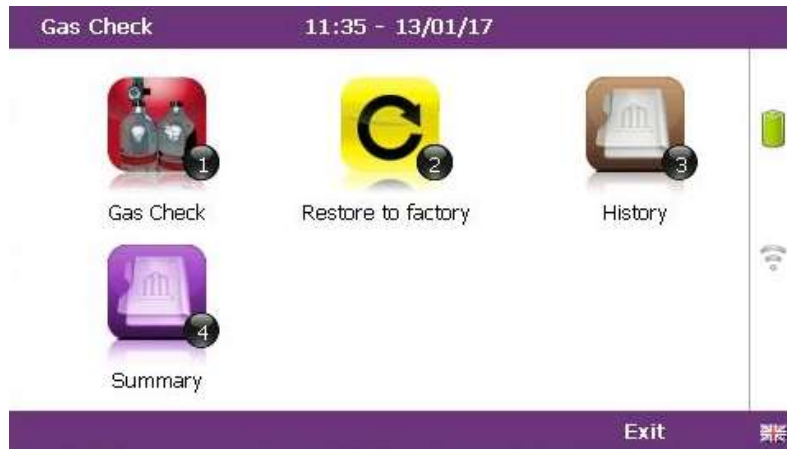 Gas Check 11:35 - 13/01/17
1 2 3
Gas Check Restore to factory History
4
Summary
Exit